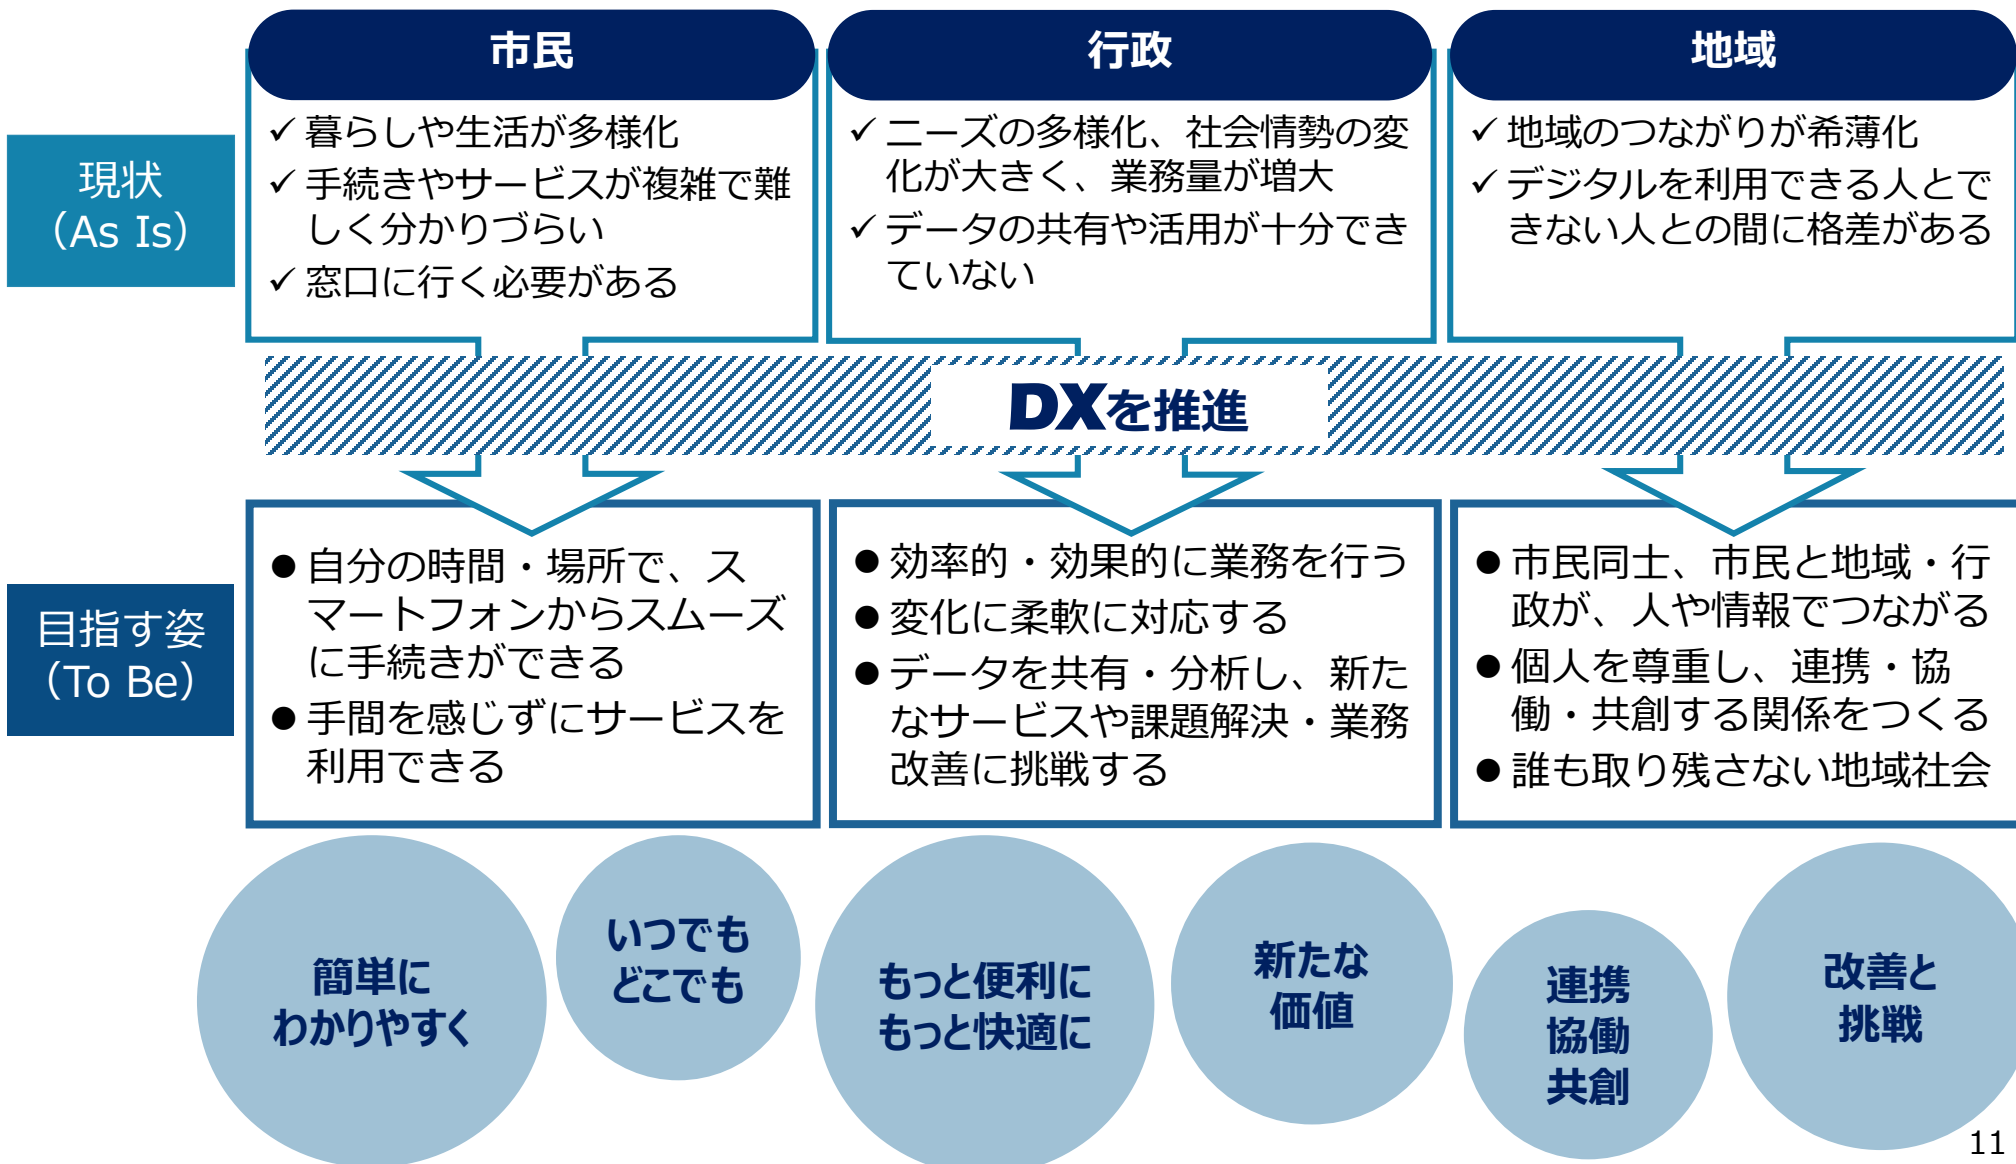 市民
行政
地域
現状
（As Is）
✓ 暮らしや生活が多様化
✓ 手続きやサービスが複雑で難
しく分かりづらい
✓ 窓口に行く必要がある
✓ ニーズの多様化、社会情勢の変
化が大きく、業務量が増大
✓ データの共有や活用が十分でき
ていない
✓ 地域のつながりが希薄化
✓ デジタルを利用できる人とで
きない人との間に格差がある
DXを推進
目指す姿
（To Be）
● 自分の時間・場所で、ス
マートフォンからスムーズ
に手続きができる
● 手間を感じずにサービスを
利用できる
● 効率的・効果的に業務を行う
● 変化に柔軟に対応する
● データを共有・分析し、新た
なサービスや課題解決・業務
改善に挑戦する
● 市民同士、市民と地域・行
政が、人や情報でつながる
● 個人を尊重し、連携・協
働・共創する関係をつくる
● 誰も取り残さない地域社会
簡単に
わかりやすく
いつでも
どこでも
もっと便利に
もっと快適に
新たな
価値
連携
協働
共創
改善と
挑戦
11